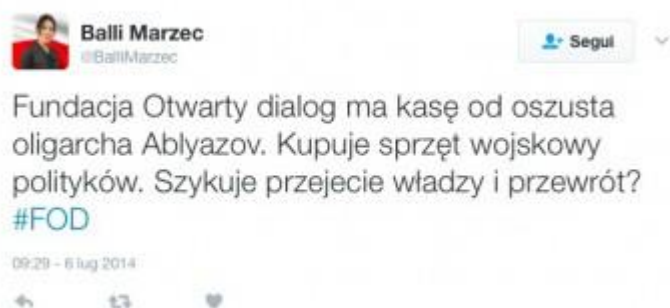 Balli Marzec
@BalliMarzec
Segui
Fundacja Otwarty dialog ma kasę od oszusta
oligarcha Ablyazov. Kupuje sprzęt wojskowy
polityków. Szykuje przejecie władzy i przewrót?
#FOD
09:29 - 6 lug 2014